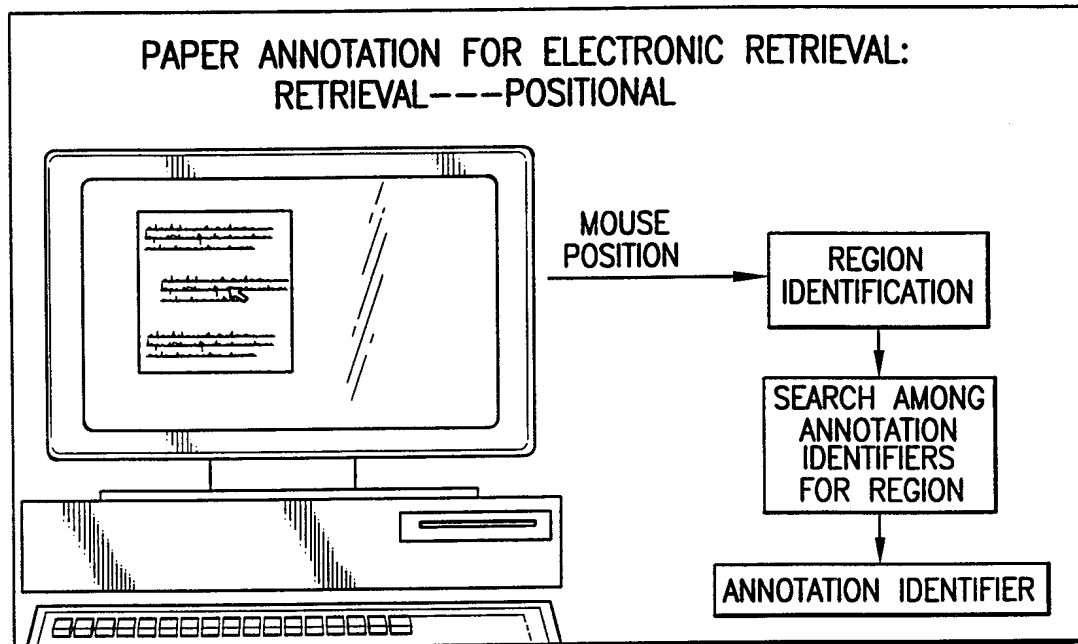 PAPER ANNOTATION FOR ELECTRONIC RETRIEVAL:
RETRIEVAL---POSITIONAL
MOUSE
POSITION
REGION
IDENTIFICATION
SEARCH AMONG
ANNOTATION
IDENTIFIERS
FOR REGION
ANNOTATION IDENTIFIER